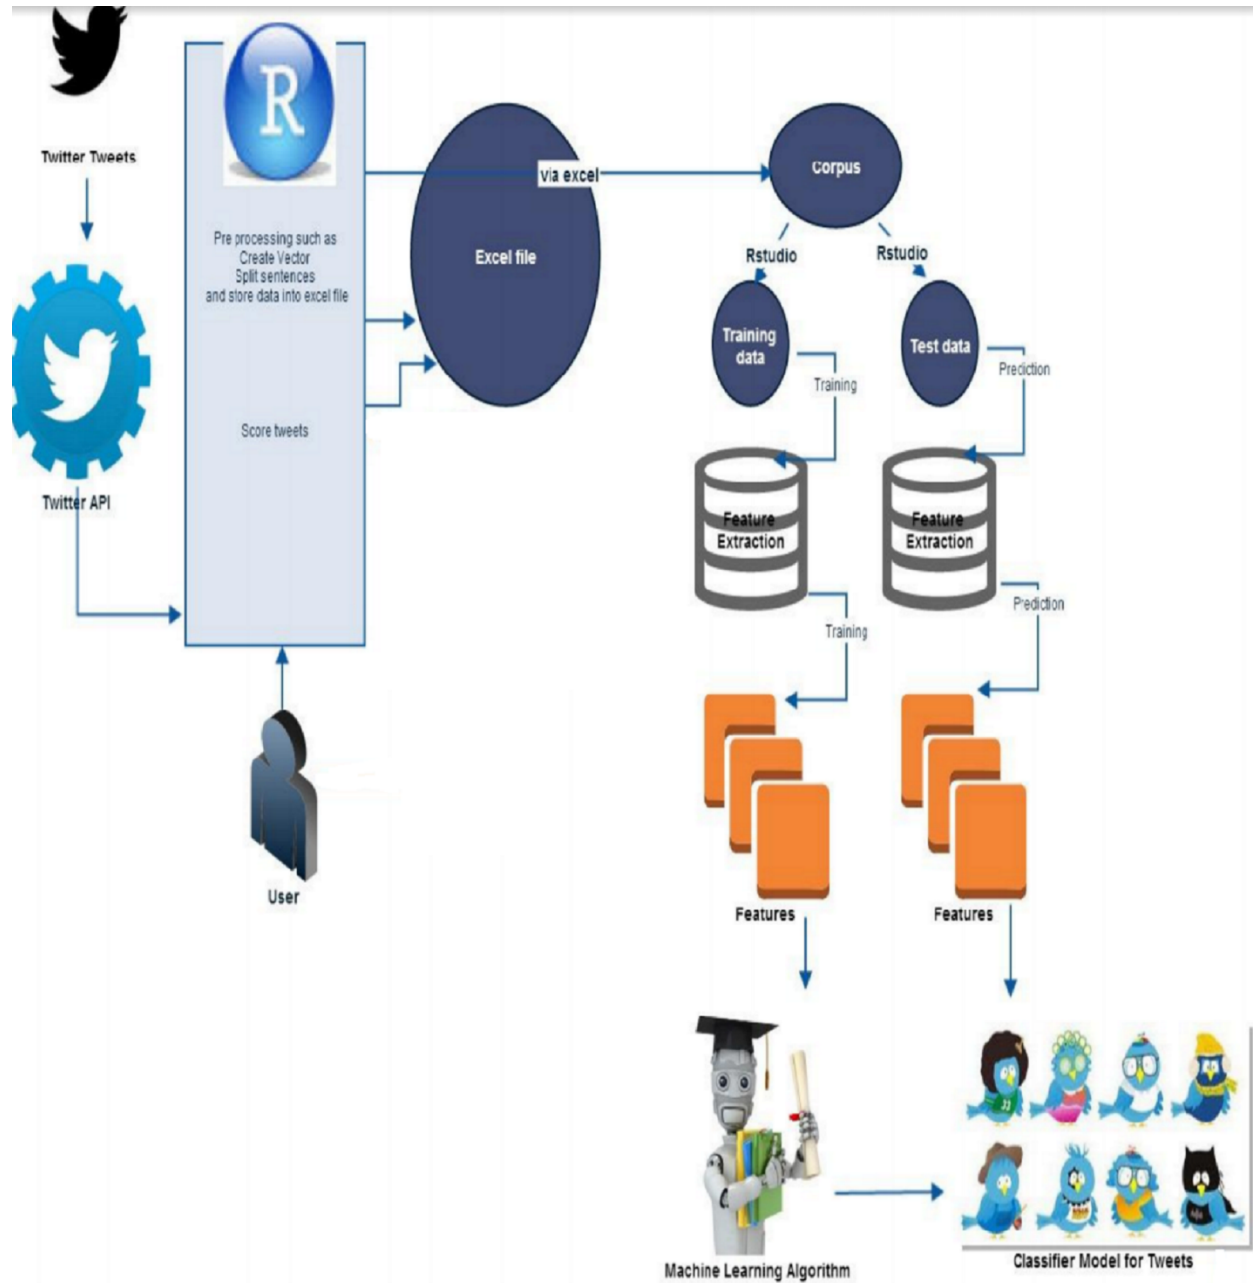 Twitter Tweets
R
Pre processing such as
Create Vector
Split sentences
and store data into excel file
Score tweets
Twitter API
User
Excel file
via excel
Corpus
Rstudio
Rstudio
Training
data
Test data
Training
Prediction
Feature
Extraction
Feature
Extraction
Training
Prediction
Features
Features
Machine Learning Algorithm
Classifier Model for Tweets